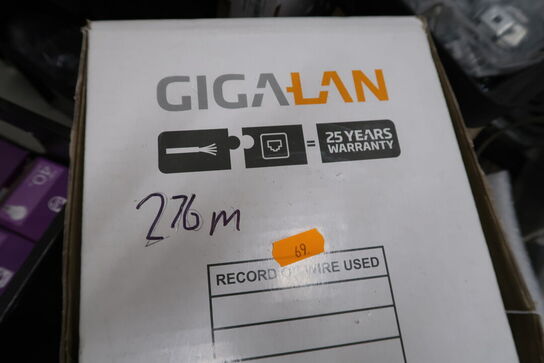 GIGALAN
= 25 YEARS WARRANTY
276m
69
RECORD OF WIRE USED